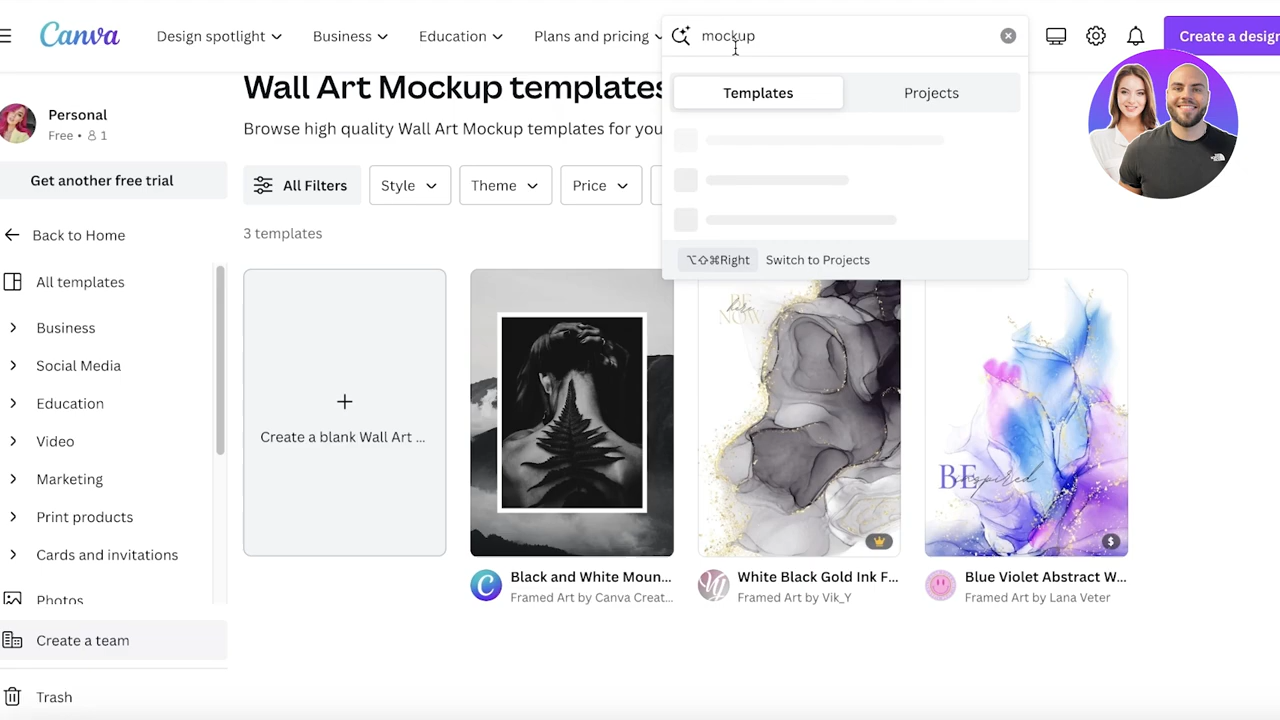 Canva
Design spotlight
Business
Education
Plans and pricing
mockup
Create a desig
Templates
Projects
⌥⇧⌘Right
Switch to Projects
Personal
Free • 1
Get another free trial
Back to Home
All templates
Business
Social Media
Education
Video
Marketing
Print products
Cards and invitations
Photos
Create a team
Trash
Wall Art Mockup templates
Browse high quality Wall Art Mockup templates for you
All Filters
Style
Theme
Price
3 templates
Create a blank Wall Art ...
NOW
BE
inspired
$
Black and White Moun...
Framed Art by Canva Creat...
White Black Gold Ink F...
Framed Art by Vik_Y
Blue Violet Abstract W...
Framed Art by Lana Veter